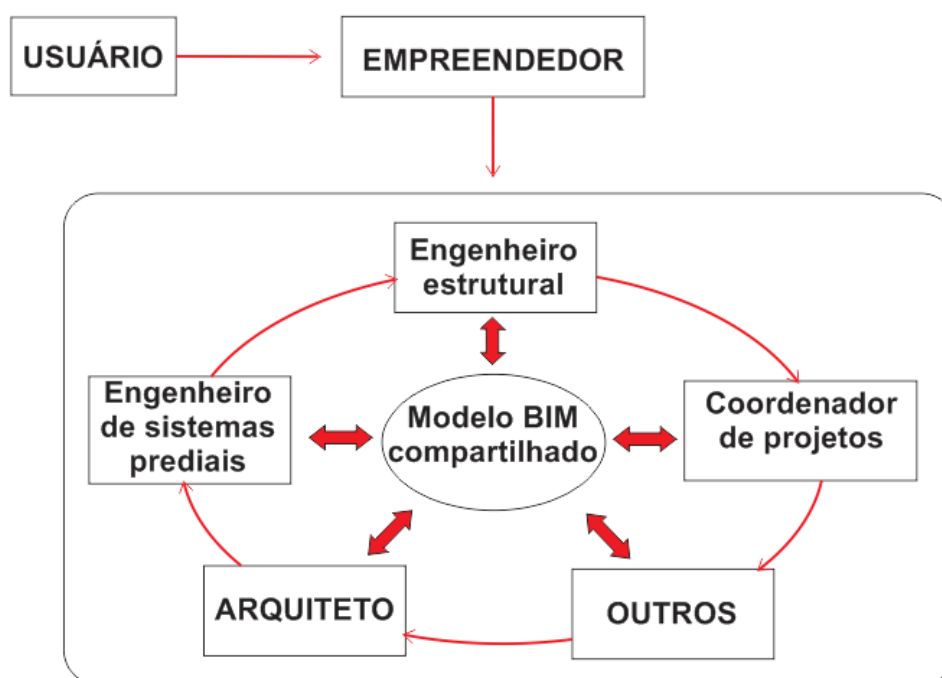 USUÁRIO
EMPREENDEDOR
Engenheiro
estrutural
Engenheiro
de sistemas
prediais
Modelo BIM
compartilhado
Coordenador
de projetos
ARQUITETO
OUTROS